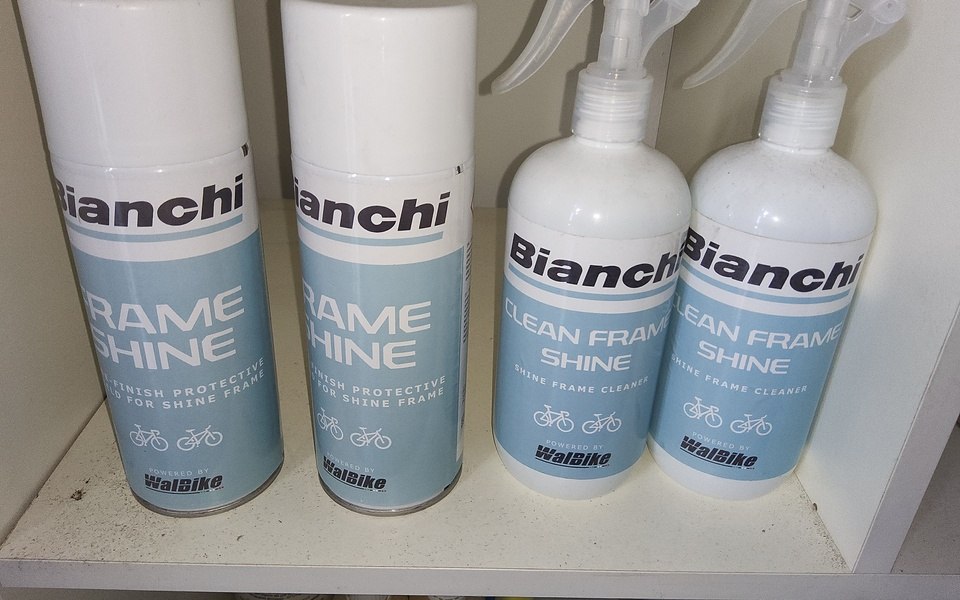 Bianchi
FRAME
SHINE
FINISH PROTECTIVE
FOR SHINE FRAME
POWERED BY
WalBike
ianchi
RAME
HINE
FINISH PROTECTIVE
FOR SHINE FRAME
POWERED BY
WalBike
Bianchi
CLEAN FRAME
SHINE
SHINE FRAME CLEANER
POWERED BY
WalBike
Bianchi
CLEAN FRAME
SHINE
SHINE FRAME CLEANER
POWERED BY
WalBike